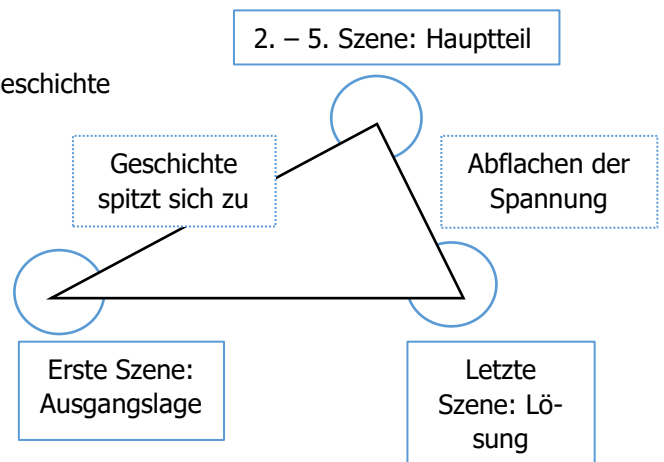 2. – 5. Szene: Hauptteil
eschichte
Geschichte
spitzt sich zu
Abflachen der
Spannung
Erste Szene:
Ausgangslage
Letzte
Szene: Lö-
sung